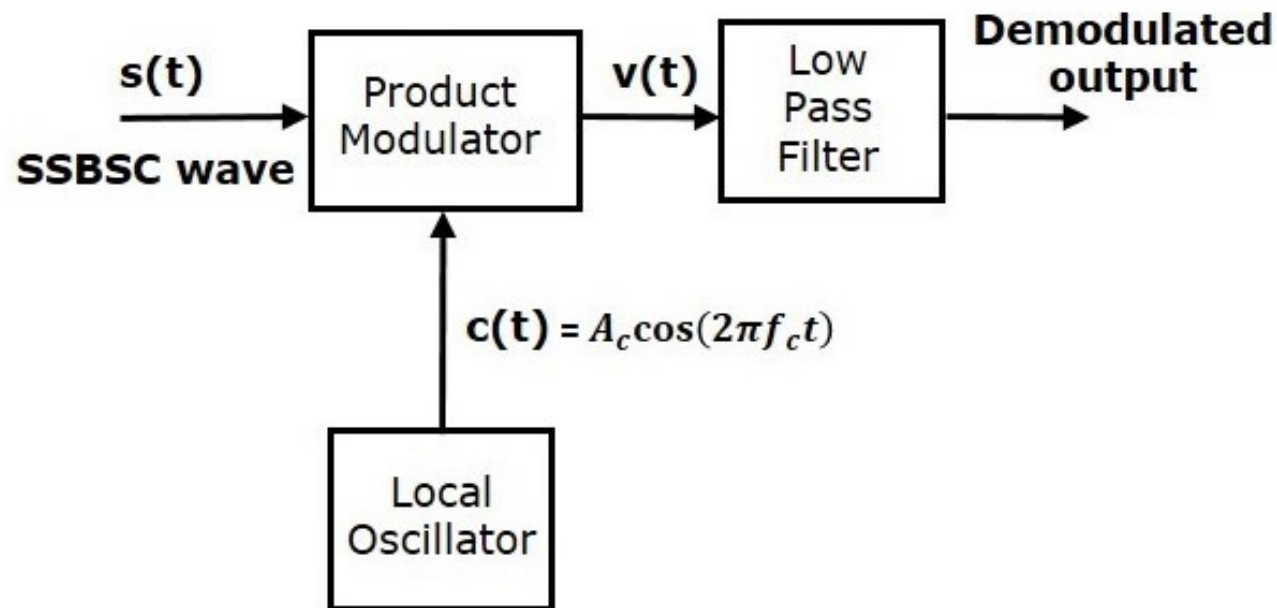 s(t)
SSBSC wave
Product
Modulator
v(t)
Low
Pass
Filter
Demodulated
output
c(t) = A_c cos(2πf_c t)
Local
Oscillator